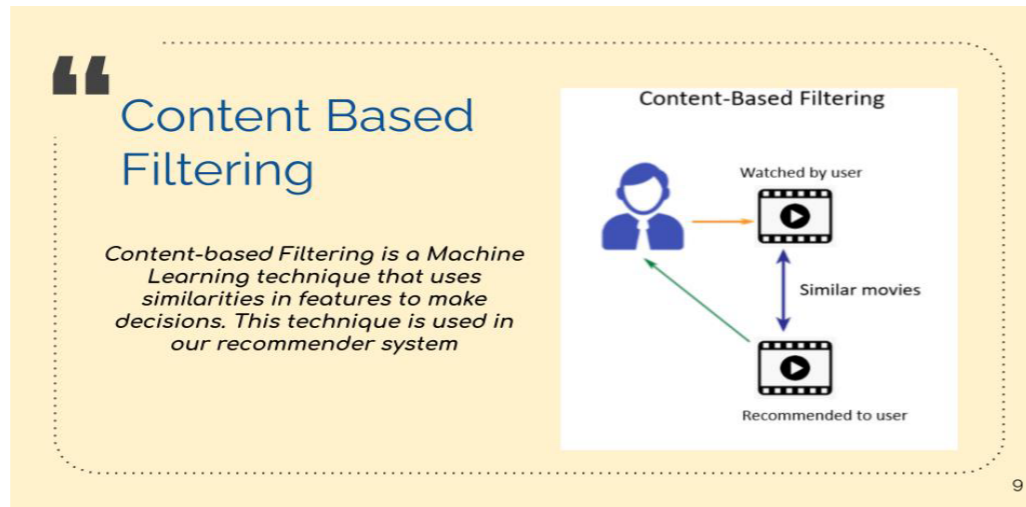 ❝
Content Based
Filtering
Content-based Filtering is a Machine
Learning technique that uses
similarities in features to make
decisions. This technique is used in
our recommender system
Content-Based Filtering
Watched by user
Similar movies
Recommended to user
9